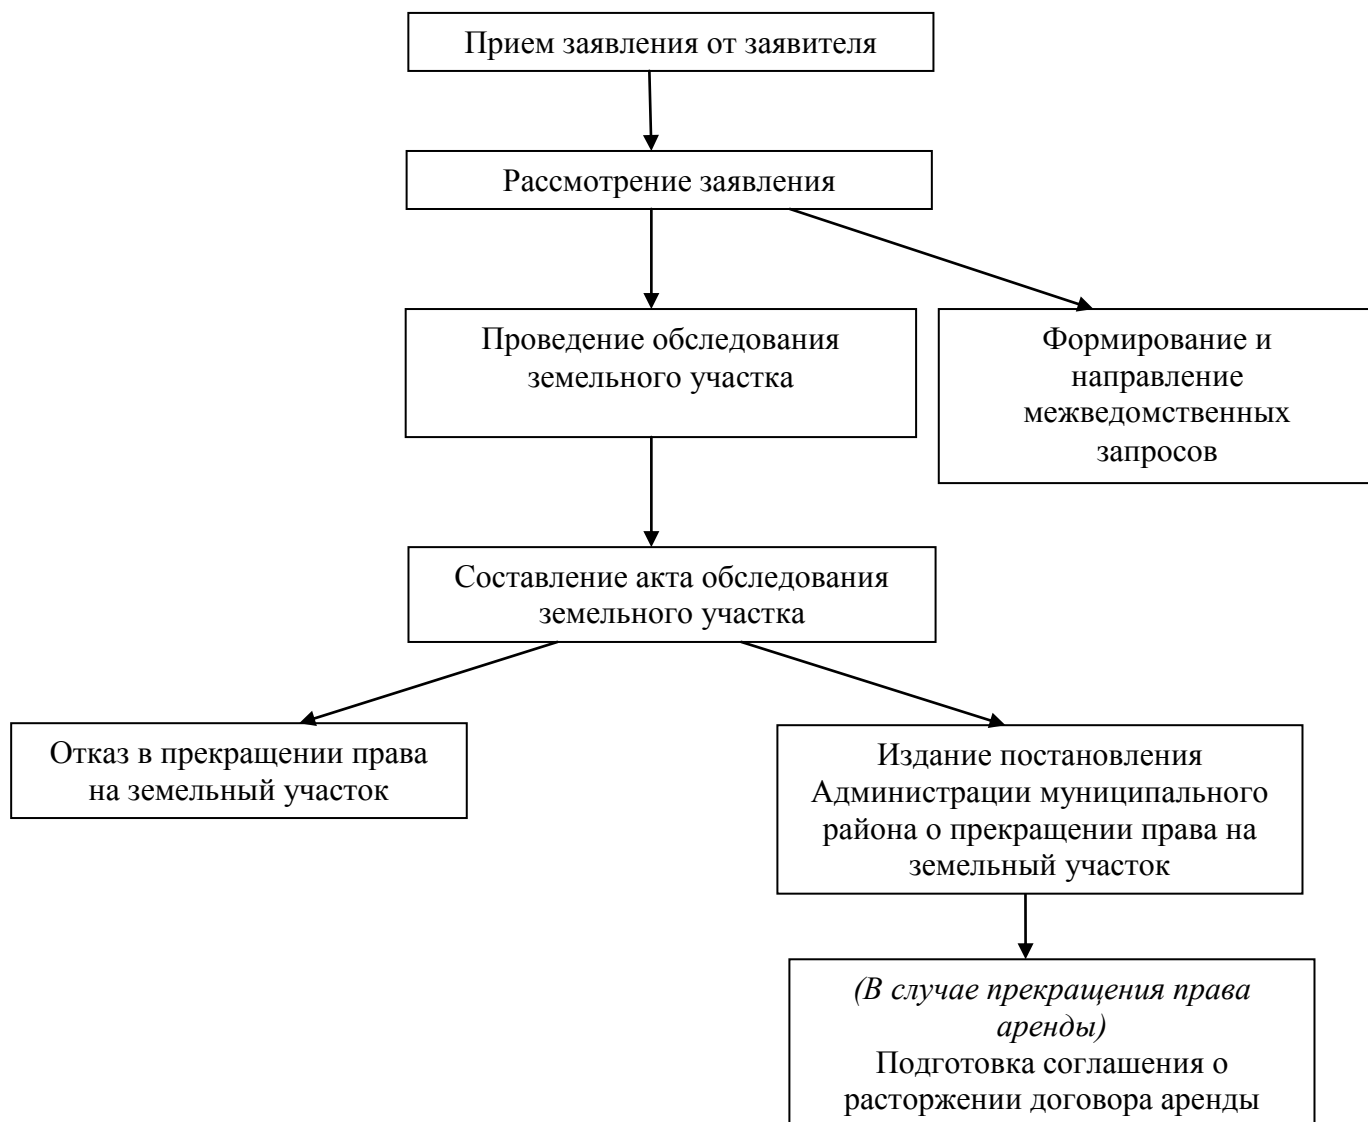 Прием заявления от заявителя
Рассмотрение заявления
Проведение обследования
земельного участка
Формирование и
направление
межведомственных
запросов
Составление акта обследования
земельного участка
Отказ в прекращении права
на земельный участок
Издание постановления
Администрации муниципального
района о прекращении права на
земельный участок
(В случае прекращения права
аренды)
Подготовка соглашения о
расторжении договора аренды